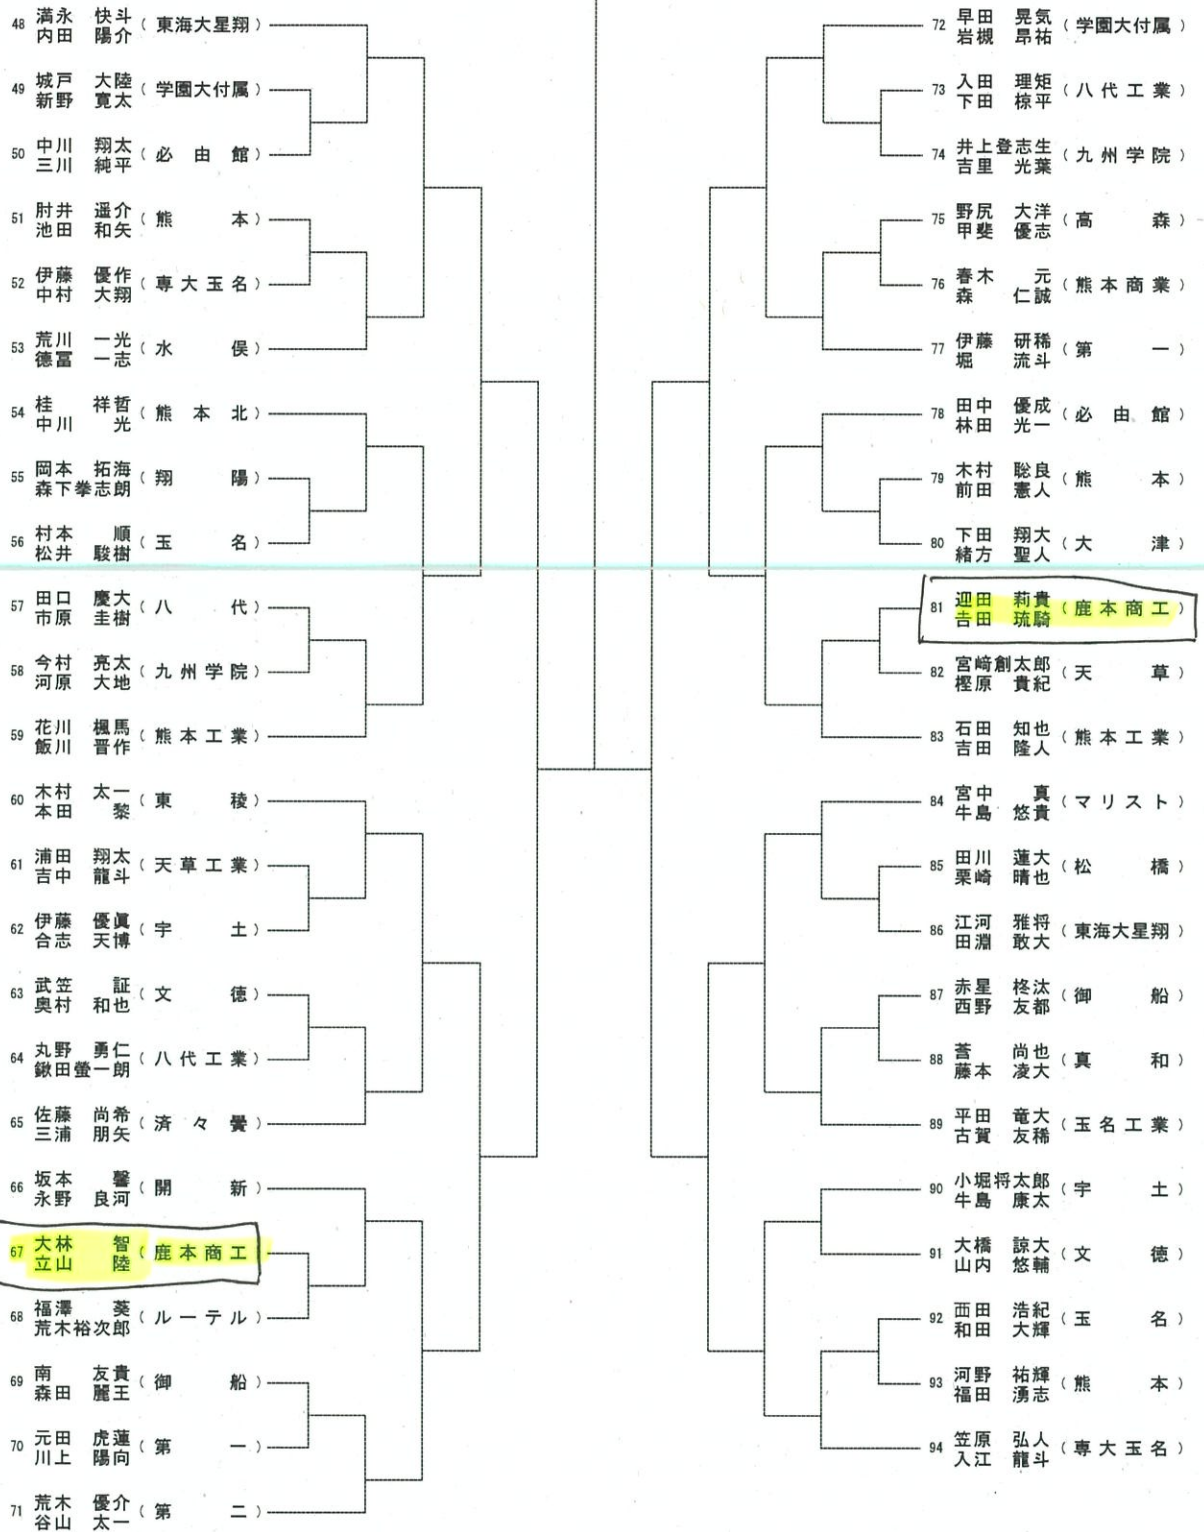 48 満永 快斗 (東海大星翔)
内田 陽介
49 城戸 大陸 (学園大付属)
新野 寛太
50 中川 翔太 (必由館)
三川 純平
51 肘井 遥介 (熊本)
池田 和矢
52 伊藤 優作 (専大玉名)
中村 大翔
53 荒川 一光 (水俣)
德冨 一志
54 桂 祥哲 (熊本北)
中川 光
55 岡本 拓海 (翔陽)
森下拳志朗
56 村本 順 (玉名)
松井 駿樹
57 田口 慶大 (八代)
市原 圭樹
58 今村 亮太 (九州学院)
河原 大地
59 花川 楓馬 (熊本工業)
飯川 晋作
60 木村 太一 (東稜)
本田 黎
61 浦田 翔太 (天草工業)
吉中 龍斗
62 伊藤 優眞 (宇土)
合志 天博
63 武笠 証 (文徳)
奥村 和也
64 丸野 勇仁 (八代工業)
鍬田螢一朗
65 佐藤 尚希 (済々黌)
三浦 朋矢
66 坂本 馨 (開新)
永野 良河
67 大林 智 (鹿本商工)
立山 陸
68 福澤 葵 (ルーテル)
荒木裕次郎
69 南 友貴 (御船)
森田 麗王
70 元田 虎蓮 (第一)
川上 陽向
71 荒木 優介 (第二)
谷山 太一
72 早田 晃気 (学園大付属)
岩槻 昂祐
73 入田 理矩 (八代工業)
下田 椋平
74 井上登志生 (九州学院)
吉里 光葉
75 野尻 大洋 (高森)
甲斐 優志
76 春木 元 (熊本商業)
森 仁誠
77 伊藤 研稀 (第一)
堀 流斗
78 田中 優成 (必由館)
林田 光一
79 木村 聡良 (熊本)
前田 憲人
80 下田 翔大 (大津)
緒方 聖人
81 迎田 莉貴 (鹿本商工)
吉田 琉騎
82 宮﨑創太郎 (天草)
樫原 貴紀
83 石田 知也 (熊本工業)
吉田 隆人
84 宮中 真 (マリスト)
牛島 悠貴
85 田川 蓮大 (松橋)
栗崎 晴也
86 江河 雅将 (東海大星翔)
田淵 敢大
87 赤星 柊汰 (御船)
西野 友都
88 菅 尚也 (真和)
藤本 凌大
89 平田 竜大 (玉名工業)
古賀 友稀
90 小堀将太郎 (宇土)
牛島 康太
91 大橋 諒大 (文徳)
山内 悠輔
92 西田 浩紀 (玉名)
和田 大輝
93 河野 祐輝 (熊本)
福田 湧志
94 笠原 弘人 (専大玉名)
入江 龍斗